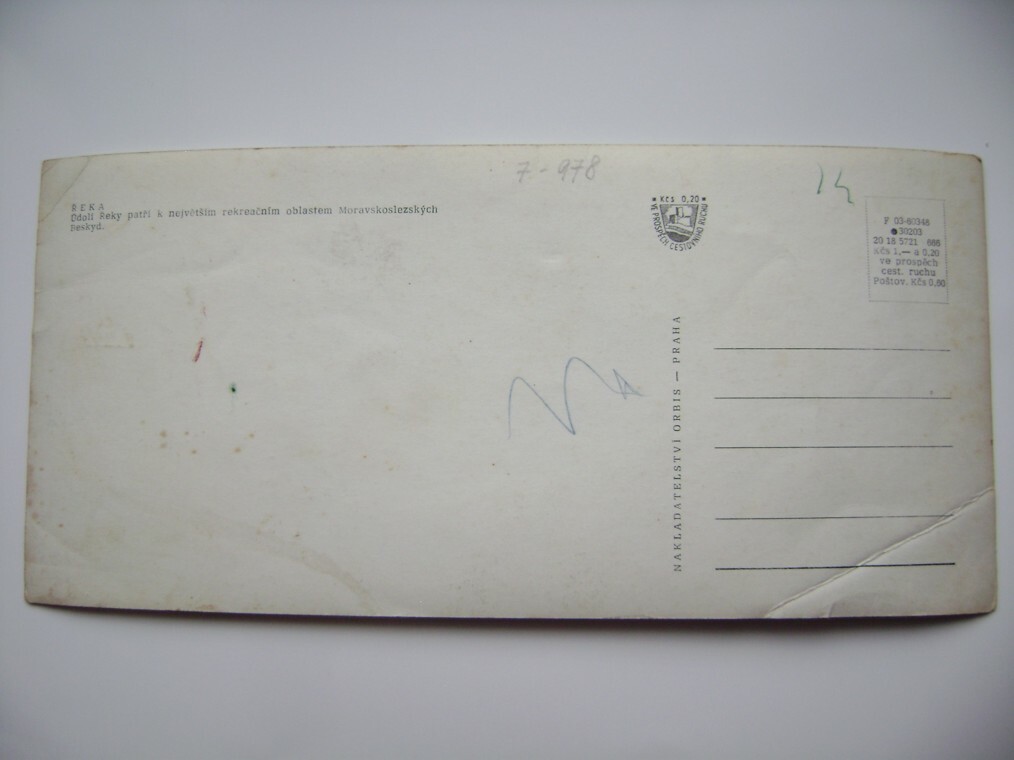 7-978
ŘEKA
Údolí Řeky patří k největším rekreačním oblastem Moravskoslezských
Beskyd.
Kčs 0,20
VE PROSPĚCH CESTOVNÍHO RUCHU
14
F 03-60348
30203
20 18 5721 668
Kčs 1,— a 0,20
ve prospěch
cest. ruchu
Poštov. Kčs 0,60
NAKLADATELSTVÍ ORBIS — PRAHA